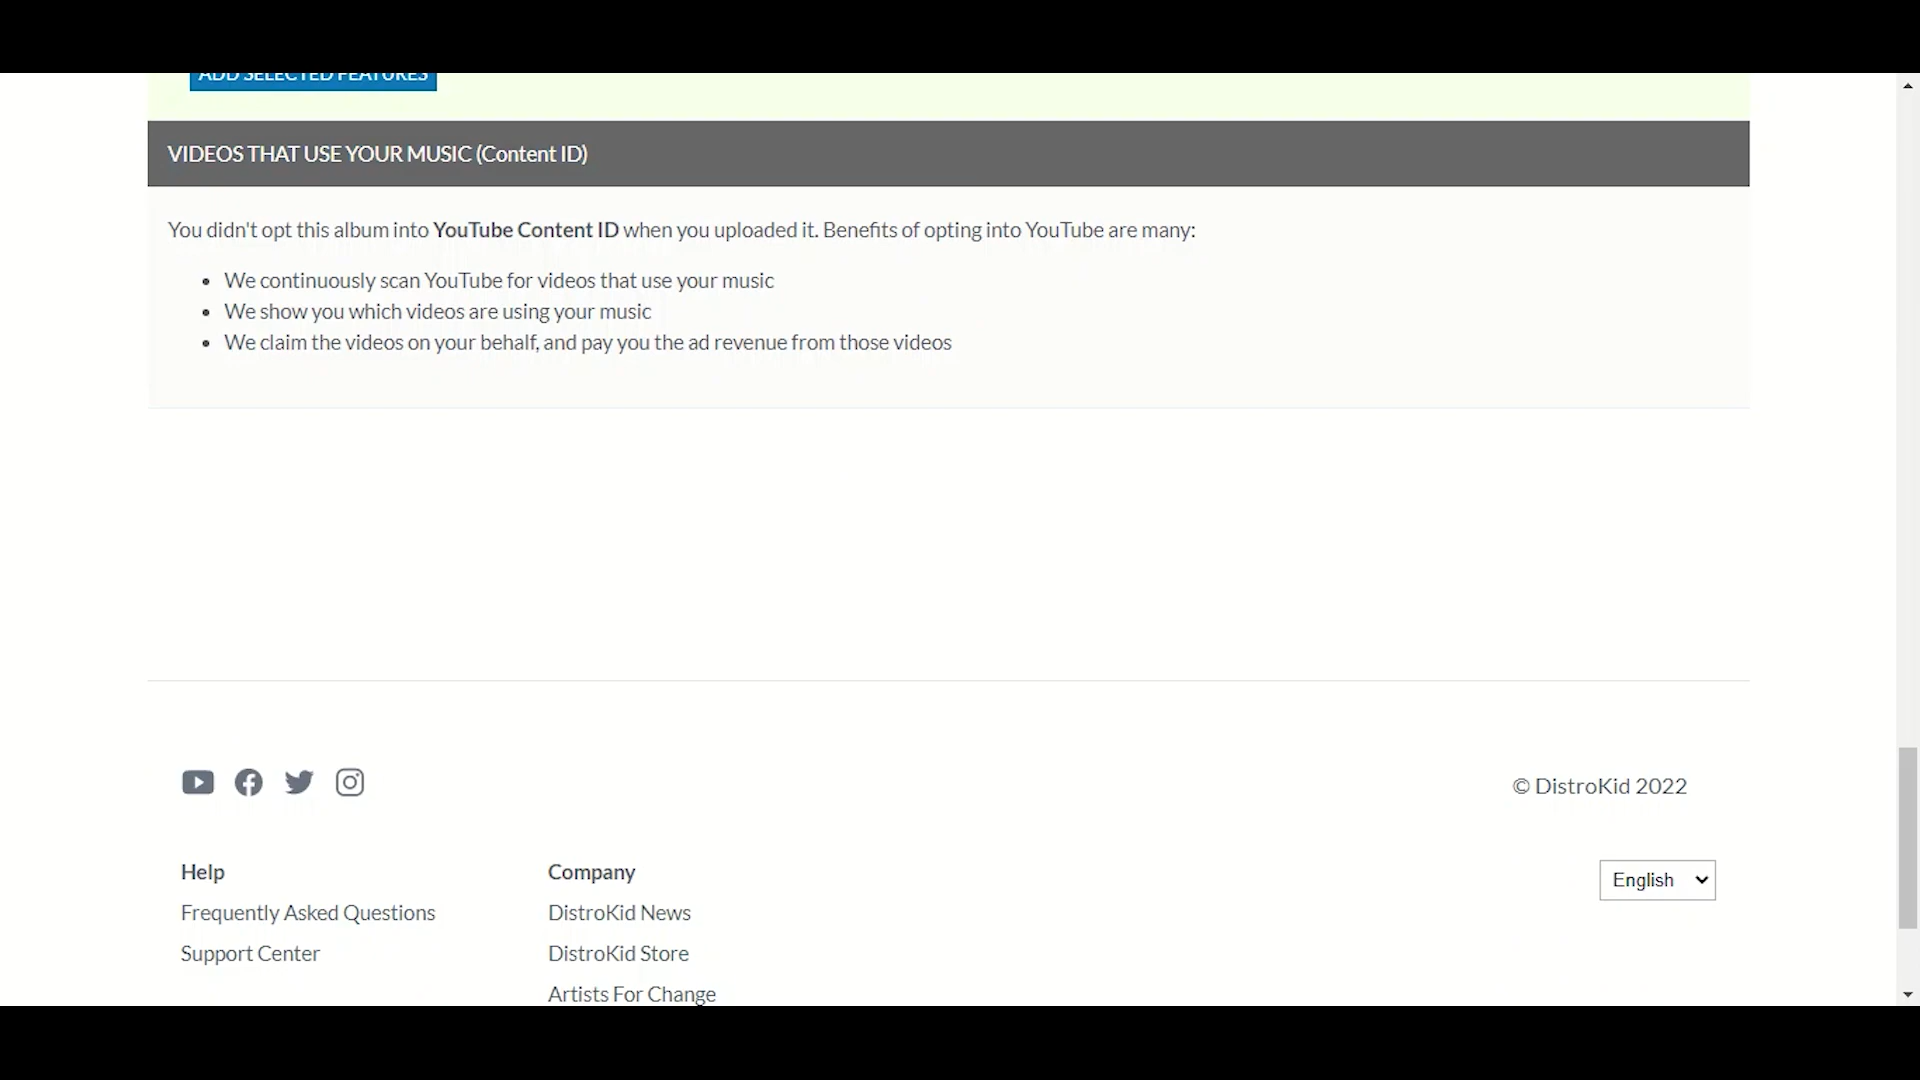 ADD SELECTED FEATURES
VIDEOS THAT USE YOUR MUSIC (Content ID)
You didn't opt this album into YouTube Content ID when you uploaded it. Benefits of opting into YouTube are many:
• We continuously scan YouTube for videos that use your music
• We show you which videos are using your music
• We claim the videos on your behalf, and pay you the ad revenue from those videos
© DistroKid 2022
Help
Company
English
Frequently Asked Questions
DistroKid News
Support Center
DistroKid Store
Artists For Change